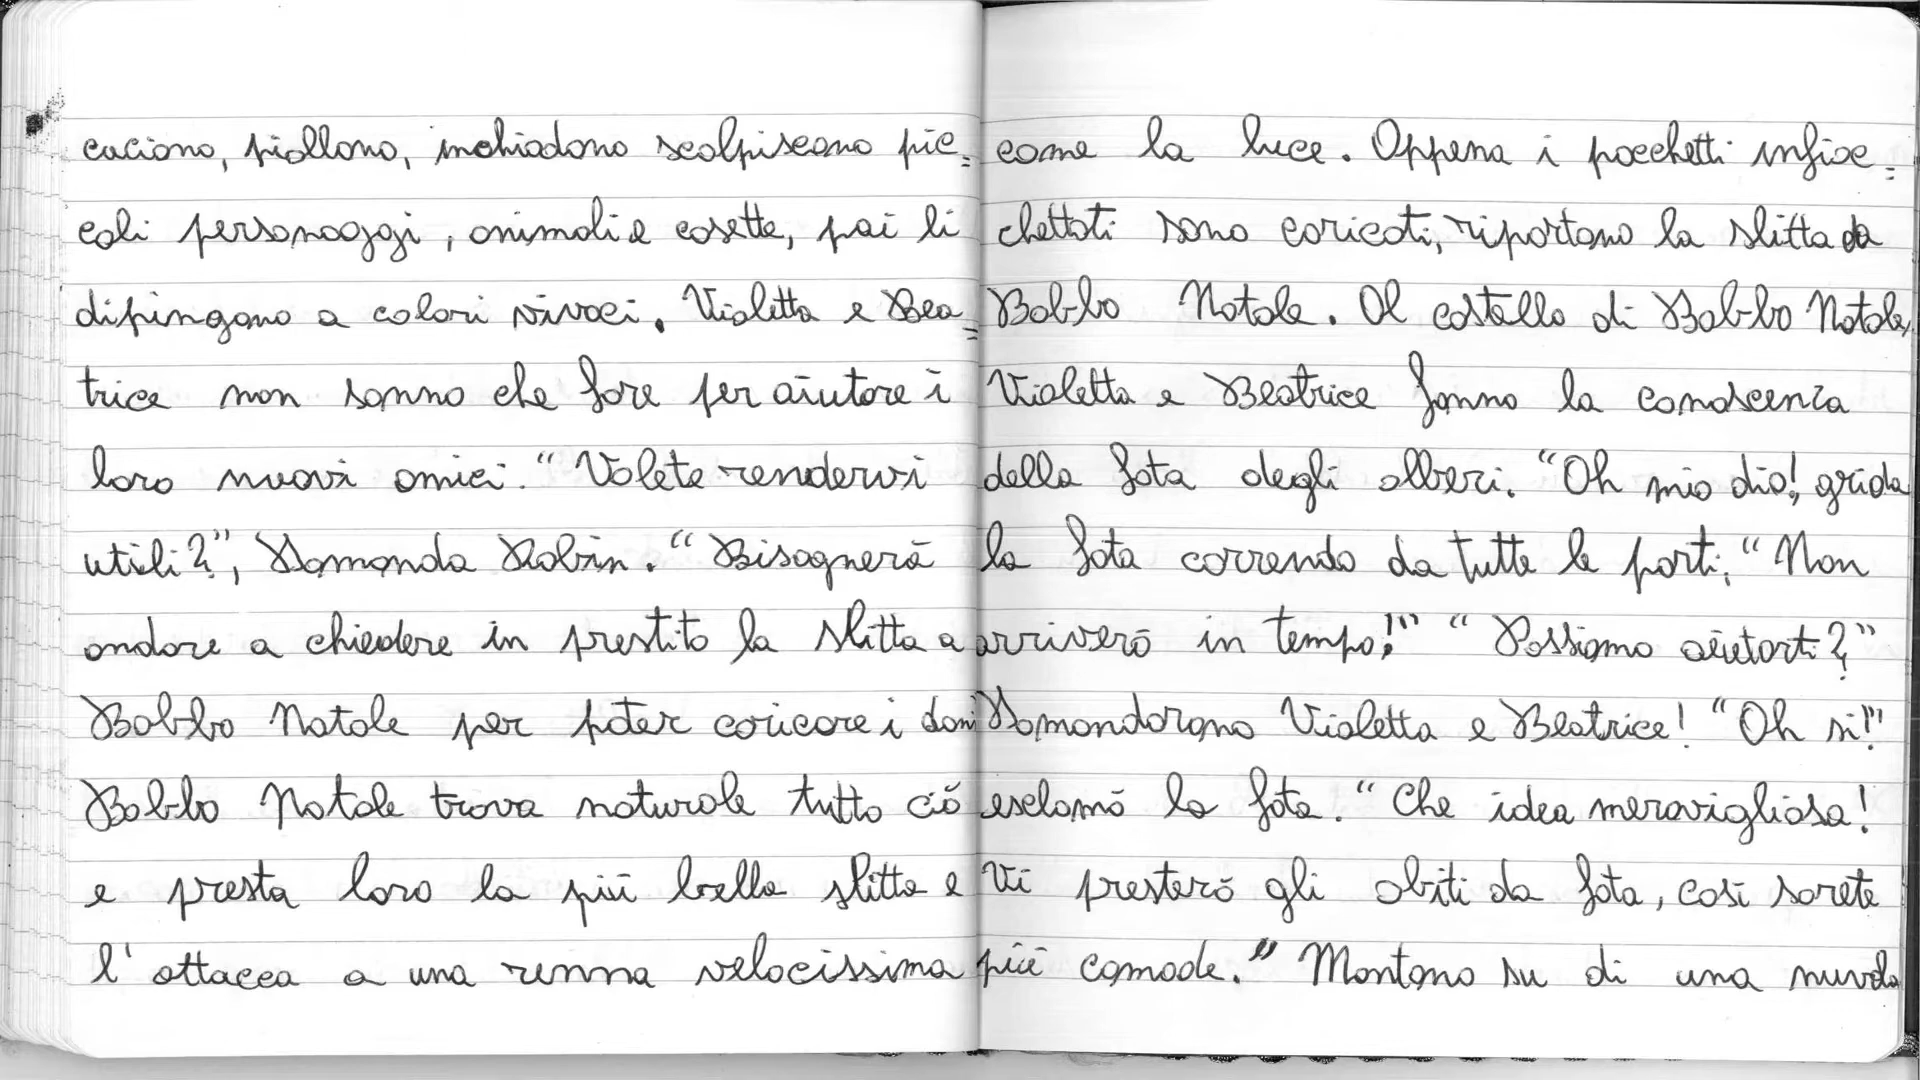 cuciono, piallano, inchiodano scolpiscono pic=
coli personaggi, animali e cosette, poi li
dipingono a colori vivaci. Violetta e Bea=
trice non sanno che fare per aiutare i
loro nuovi amici. "Volete rendervi
utili?", Domanda Robin. "Bisognerà
andare a chiedere in prestito la slitta a
Babbo Natale per poter caricare i doni
Babbo Natale trova naturale tutto ciò
e presta loro la più bella slitta e
l'attacca a una renna velocissima
come la luce. Appena i pacchetti infioc=
chettati sono caricati, riportano la slitta da
Babbo Natale. Al castello di Babbo Natale,
Violetta e Beatrice fanno la conoscenza
della fata degli alberi. "Oh mio dio!, grida
la fata correndo da tutte le parti; "Non
arriverò in tempo!" "Possiamo aiutarti?"
Domandorono Violetta e Beatrice! "Oh si!"
esclamò la fata. "Che idea meravigliosa!
Vi presterò gli abiti da fata, così sarete
più comode." Montano su di una nuvola